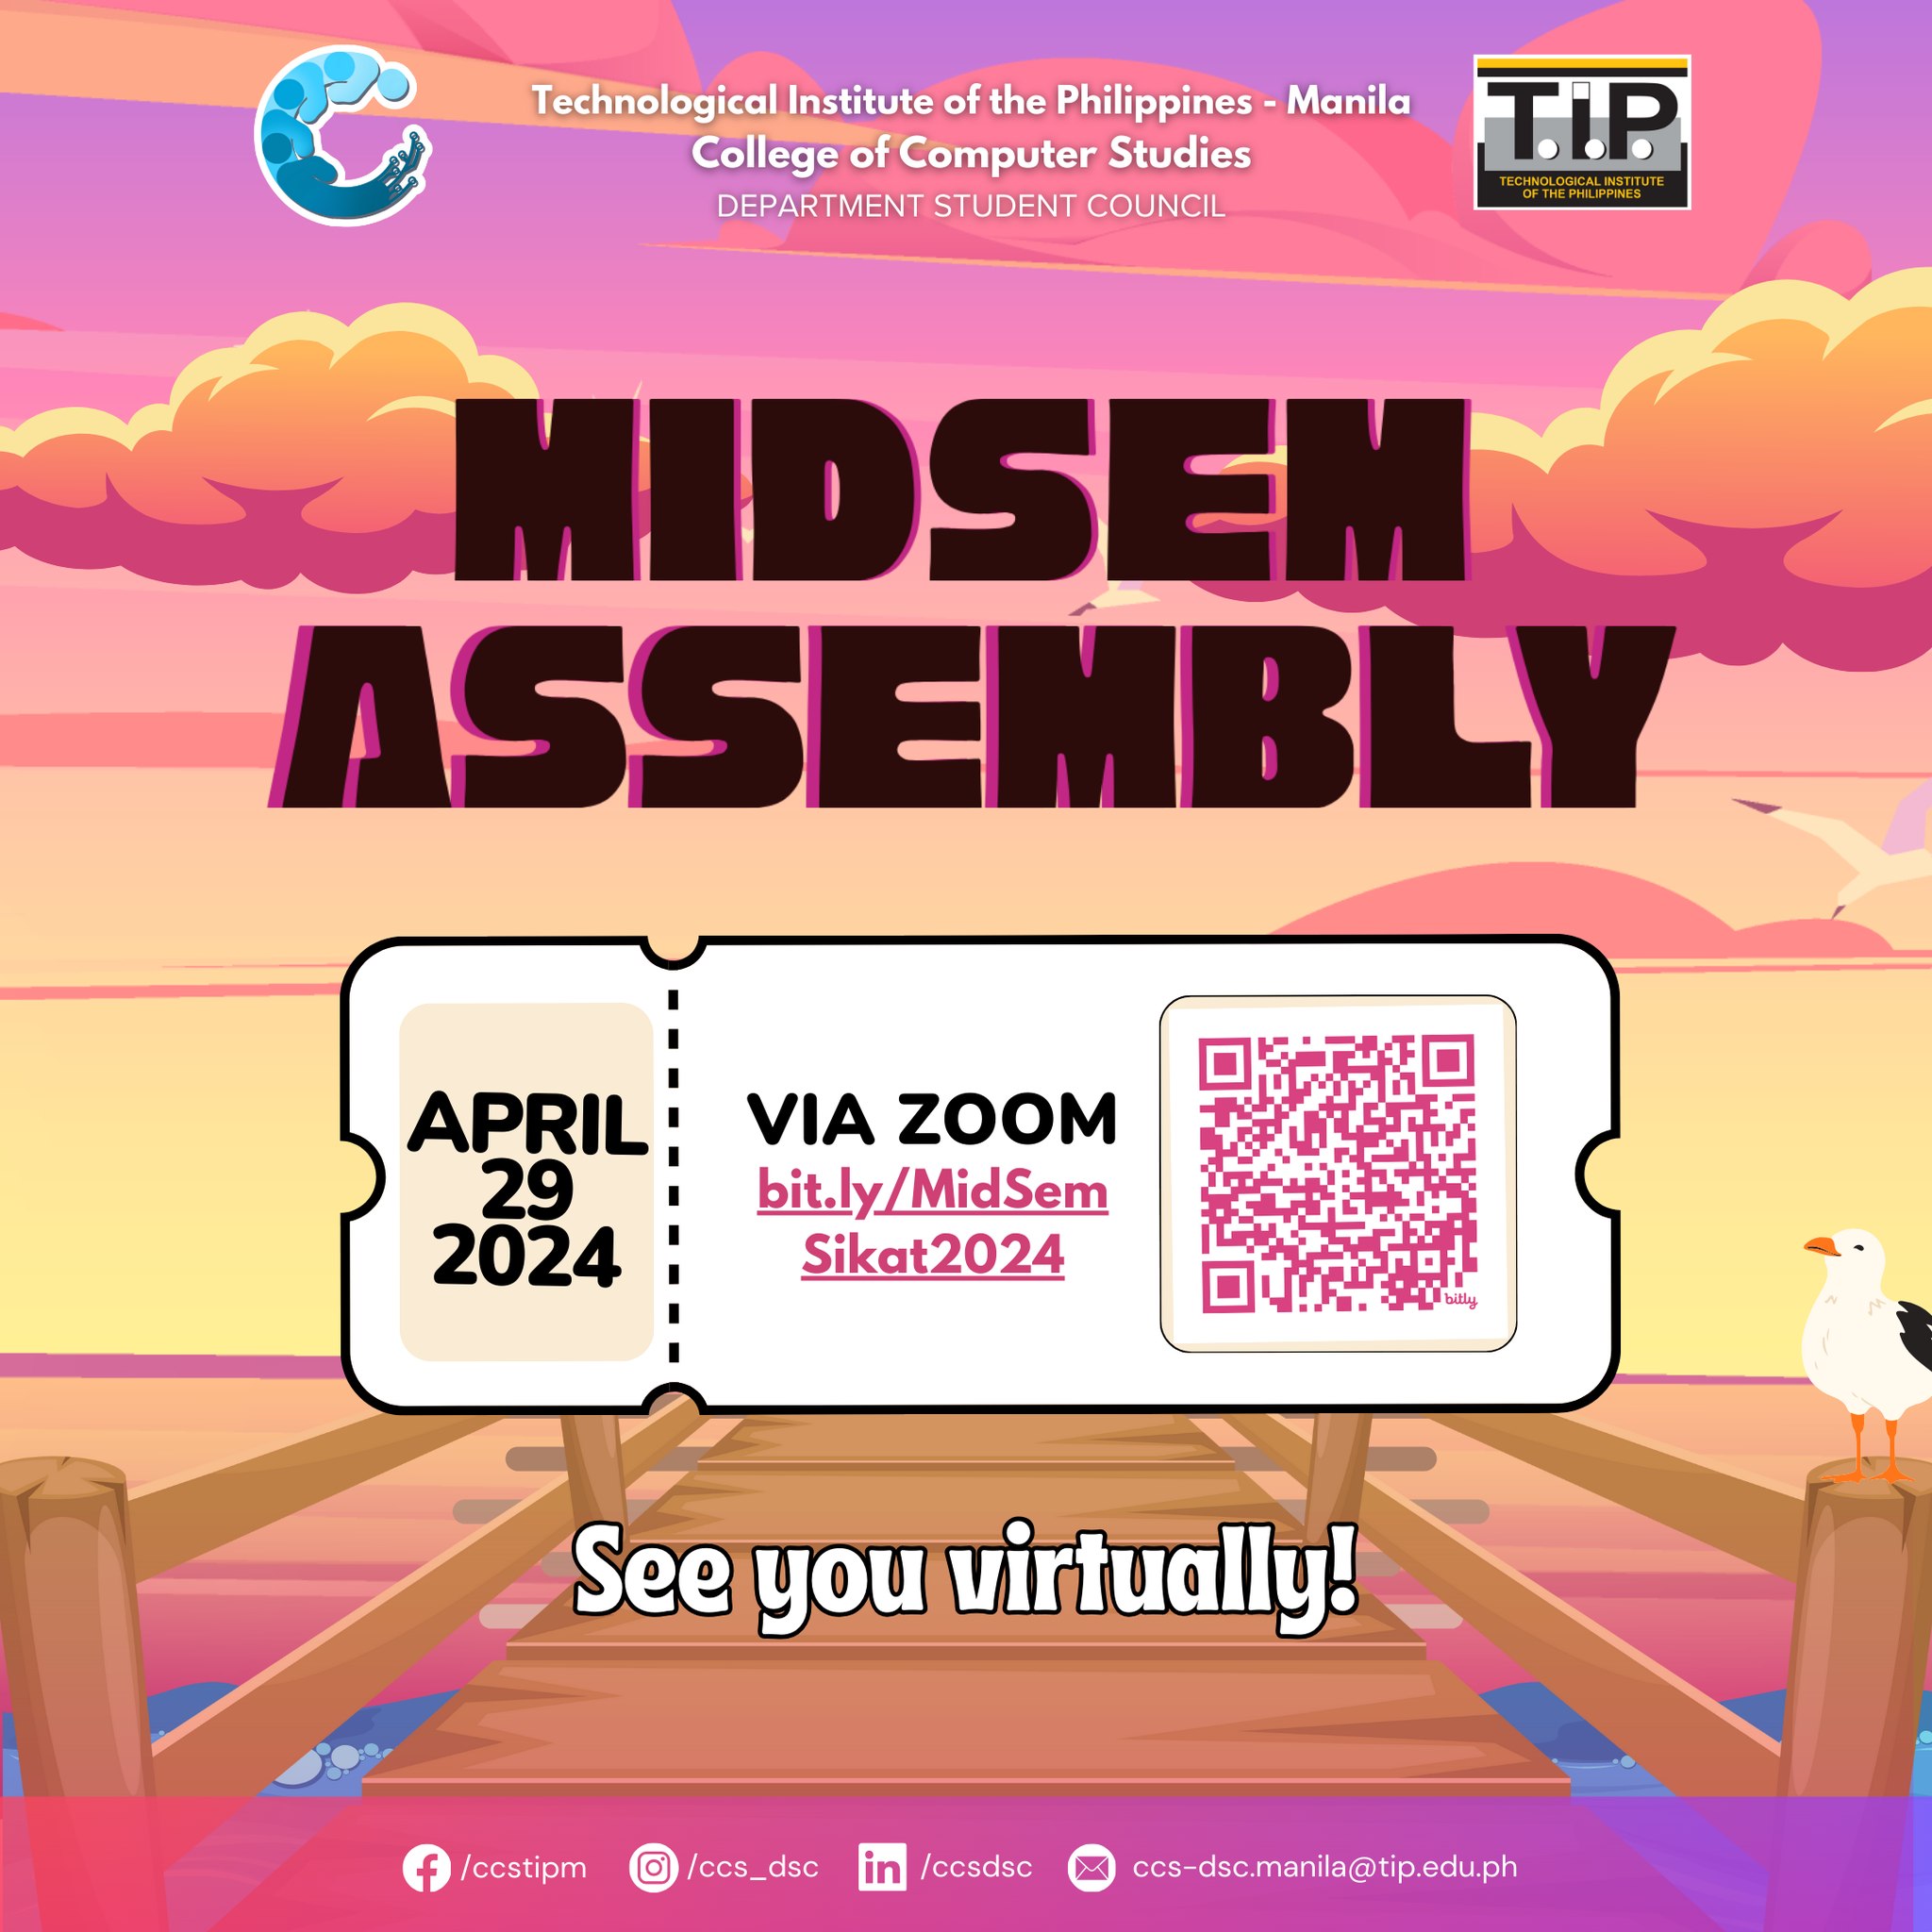 Technological Institute of the Philippines - Manila
College of Computer Studies
DEPARTMENT STUDENT COUNCIL
T.I.P.
TECHNOLOGICAL INSTITUTE
OF THE PHILIPPINES
MIDSEM
ASSEMBLY
APRIL
29
2024
VIA ZOOM
bit.ly/MidSem
Sikat2024
bitly
See you virtually!
/ccstipm
/ccs_dsc
in /ccsdsc
ccs-dsc.manila@tip.edu.ph